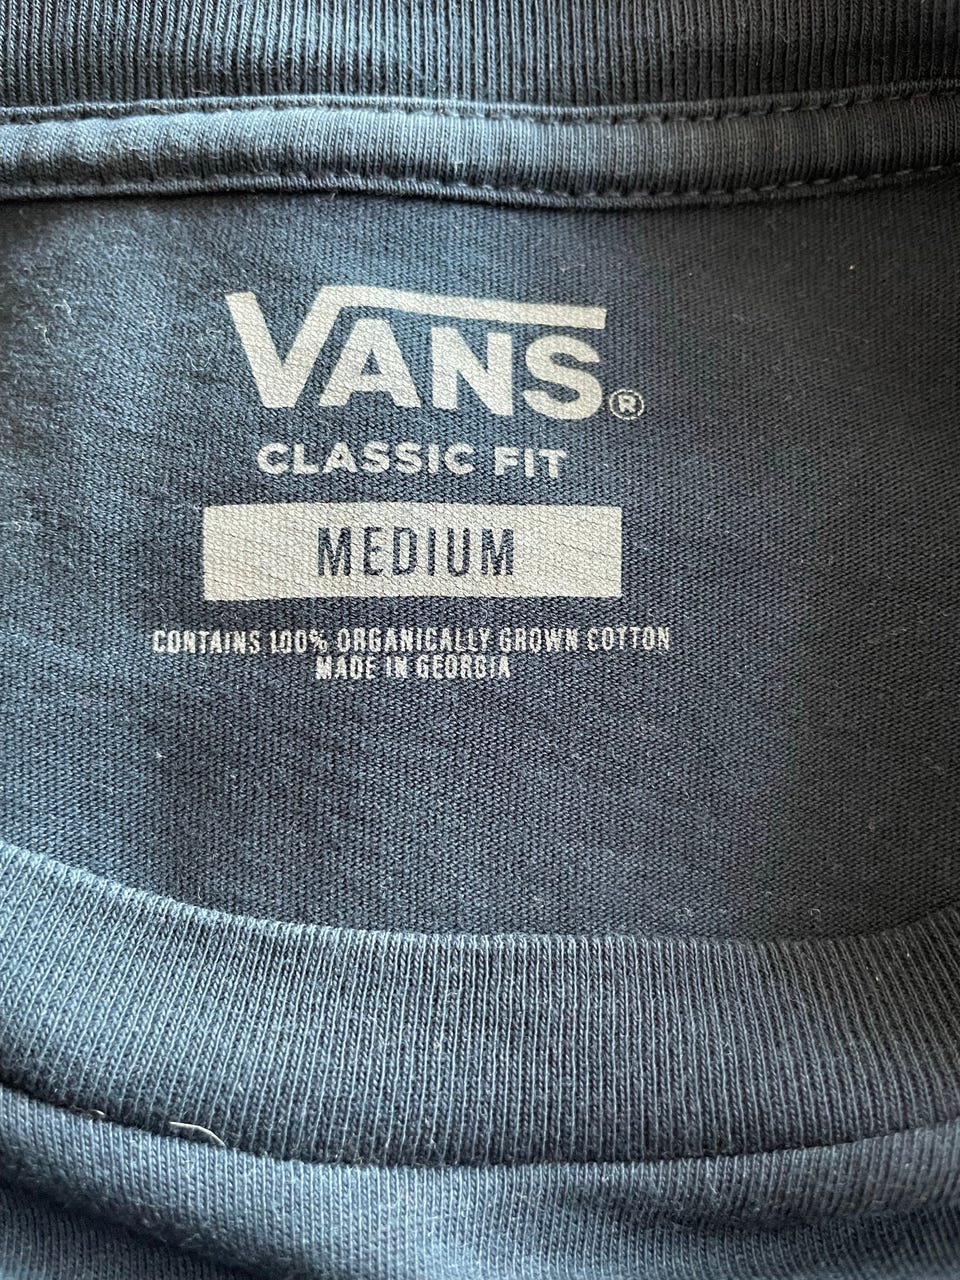 VANS®
CLASSIC FIT
MEDIUM
CONTAINS 100% ORGANICALLY GROWN COTTON
MADE IN GEORGIA